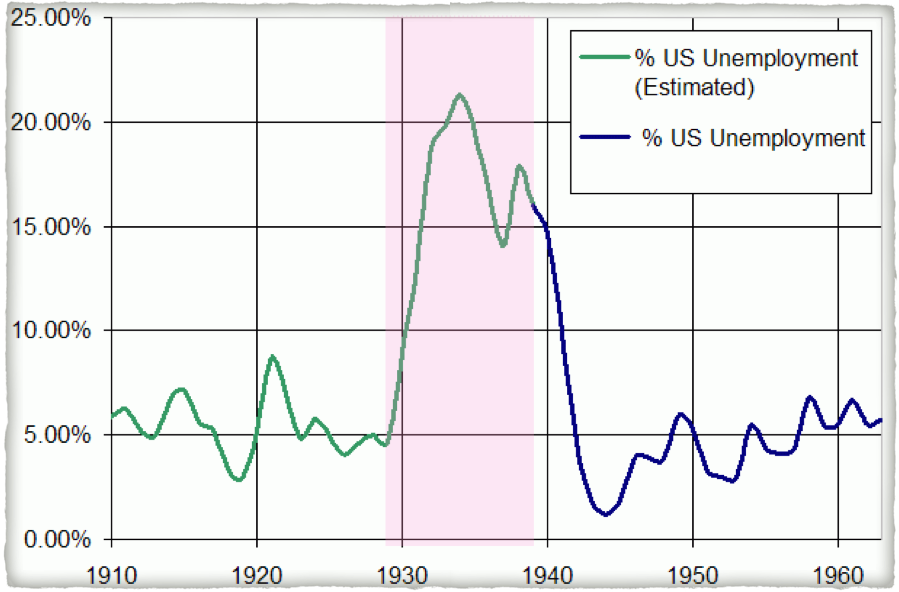 25.00%
% US Unemployment
(Estimated)
20.00%
% US Unemployment
15.00%
10.00%
5.00%
0.00%
1910 1920 1930 1940 1950 1960